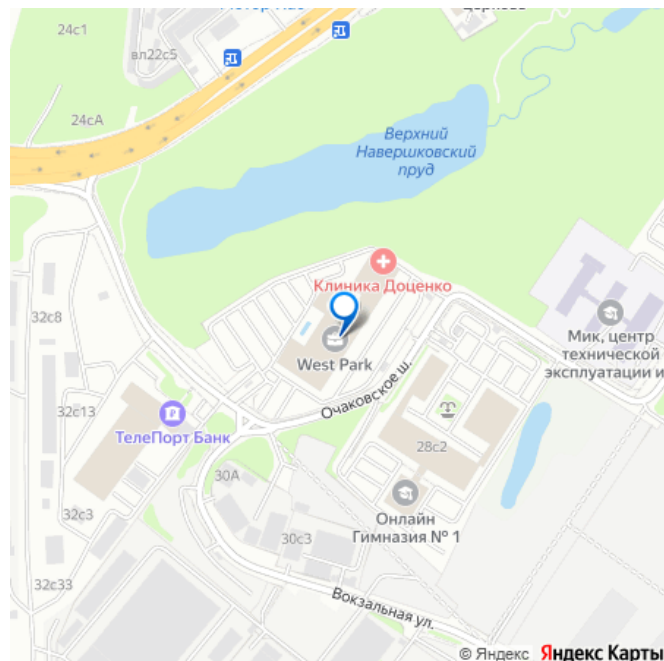 24с1
вл22с5
24сА
Верхний
Навершковский
пруд
Клиника Доценко
32с8
West Park
Мик, центр
технической
эксплуатации и
Очаковское ш.
32с13
ТелеПорт Банк
28с2
30А
32с3
Онлайн
Гимназия № 1
30с3
32с33
Вокзальная ул.
© Яндекс Яндекс Карты